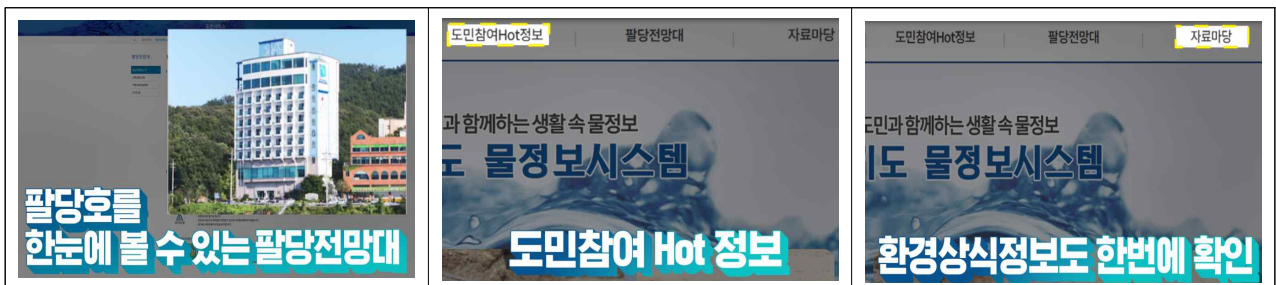 팔당호를
한눈에 볼 수 있는 팔당전망대
도민참여Hot정보
팔당전망대
자료마당
과 함께하는 생활 속 물정보
도 물정보시스템
도민참여 Hot 정보
도민참여Hot정보
팔당전망대
자료마당
도민과 함께하는 생활 속 물정보
기도 물정보시스템
환경상식정보도 한번에 확인